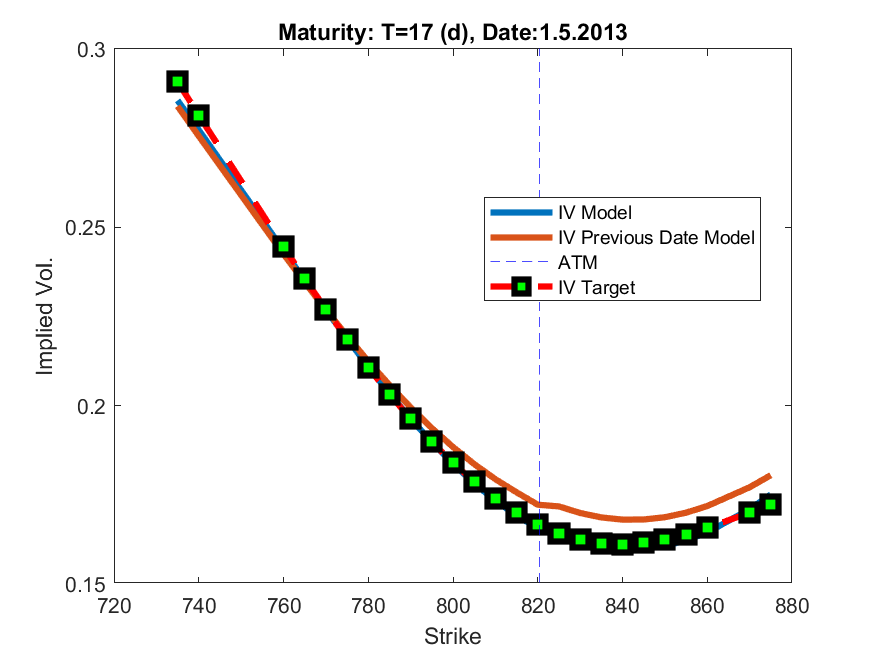 Maturity: T=17 (d), Date:1.5.2013
0.3
0.25
0.2
0.15
Implied Vol.
IV Model
IV Previous Date Model
ATM
IV Target
720 740 760 780 800 820 840 860 880
Strike